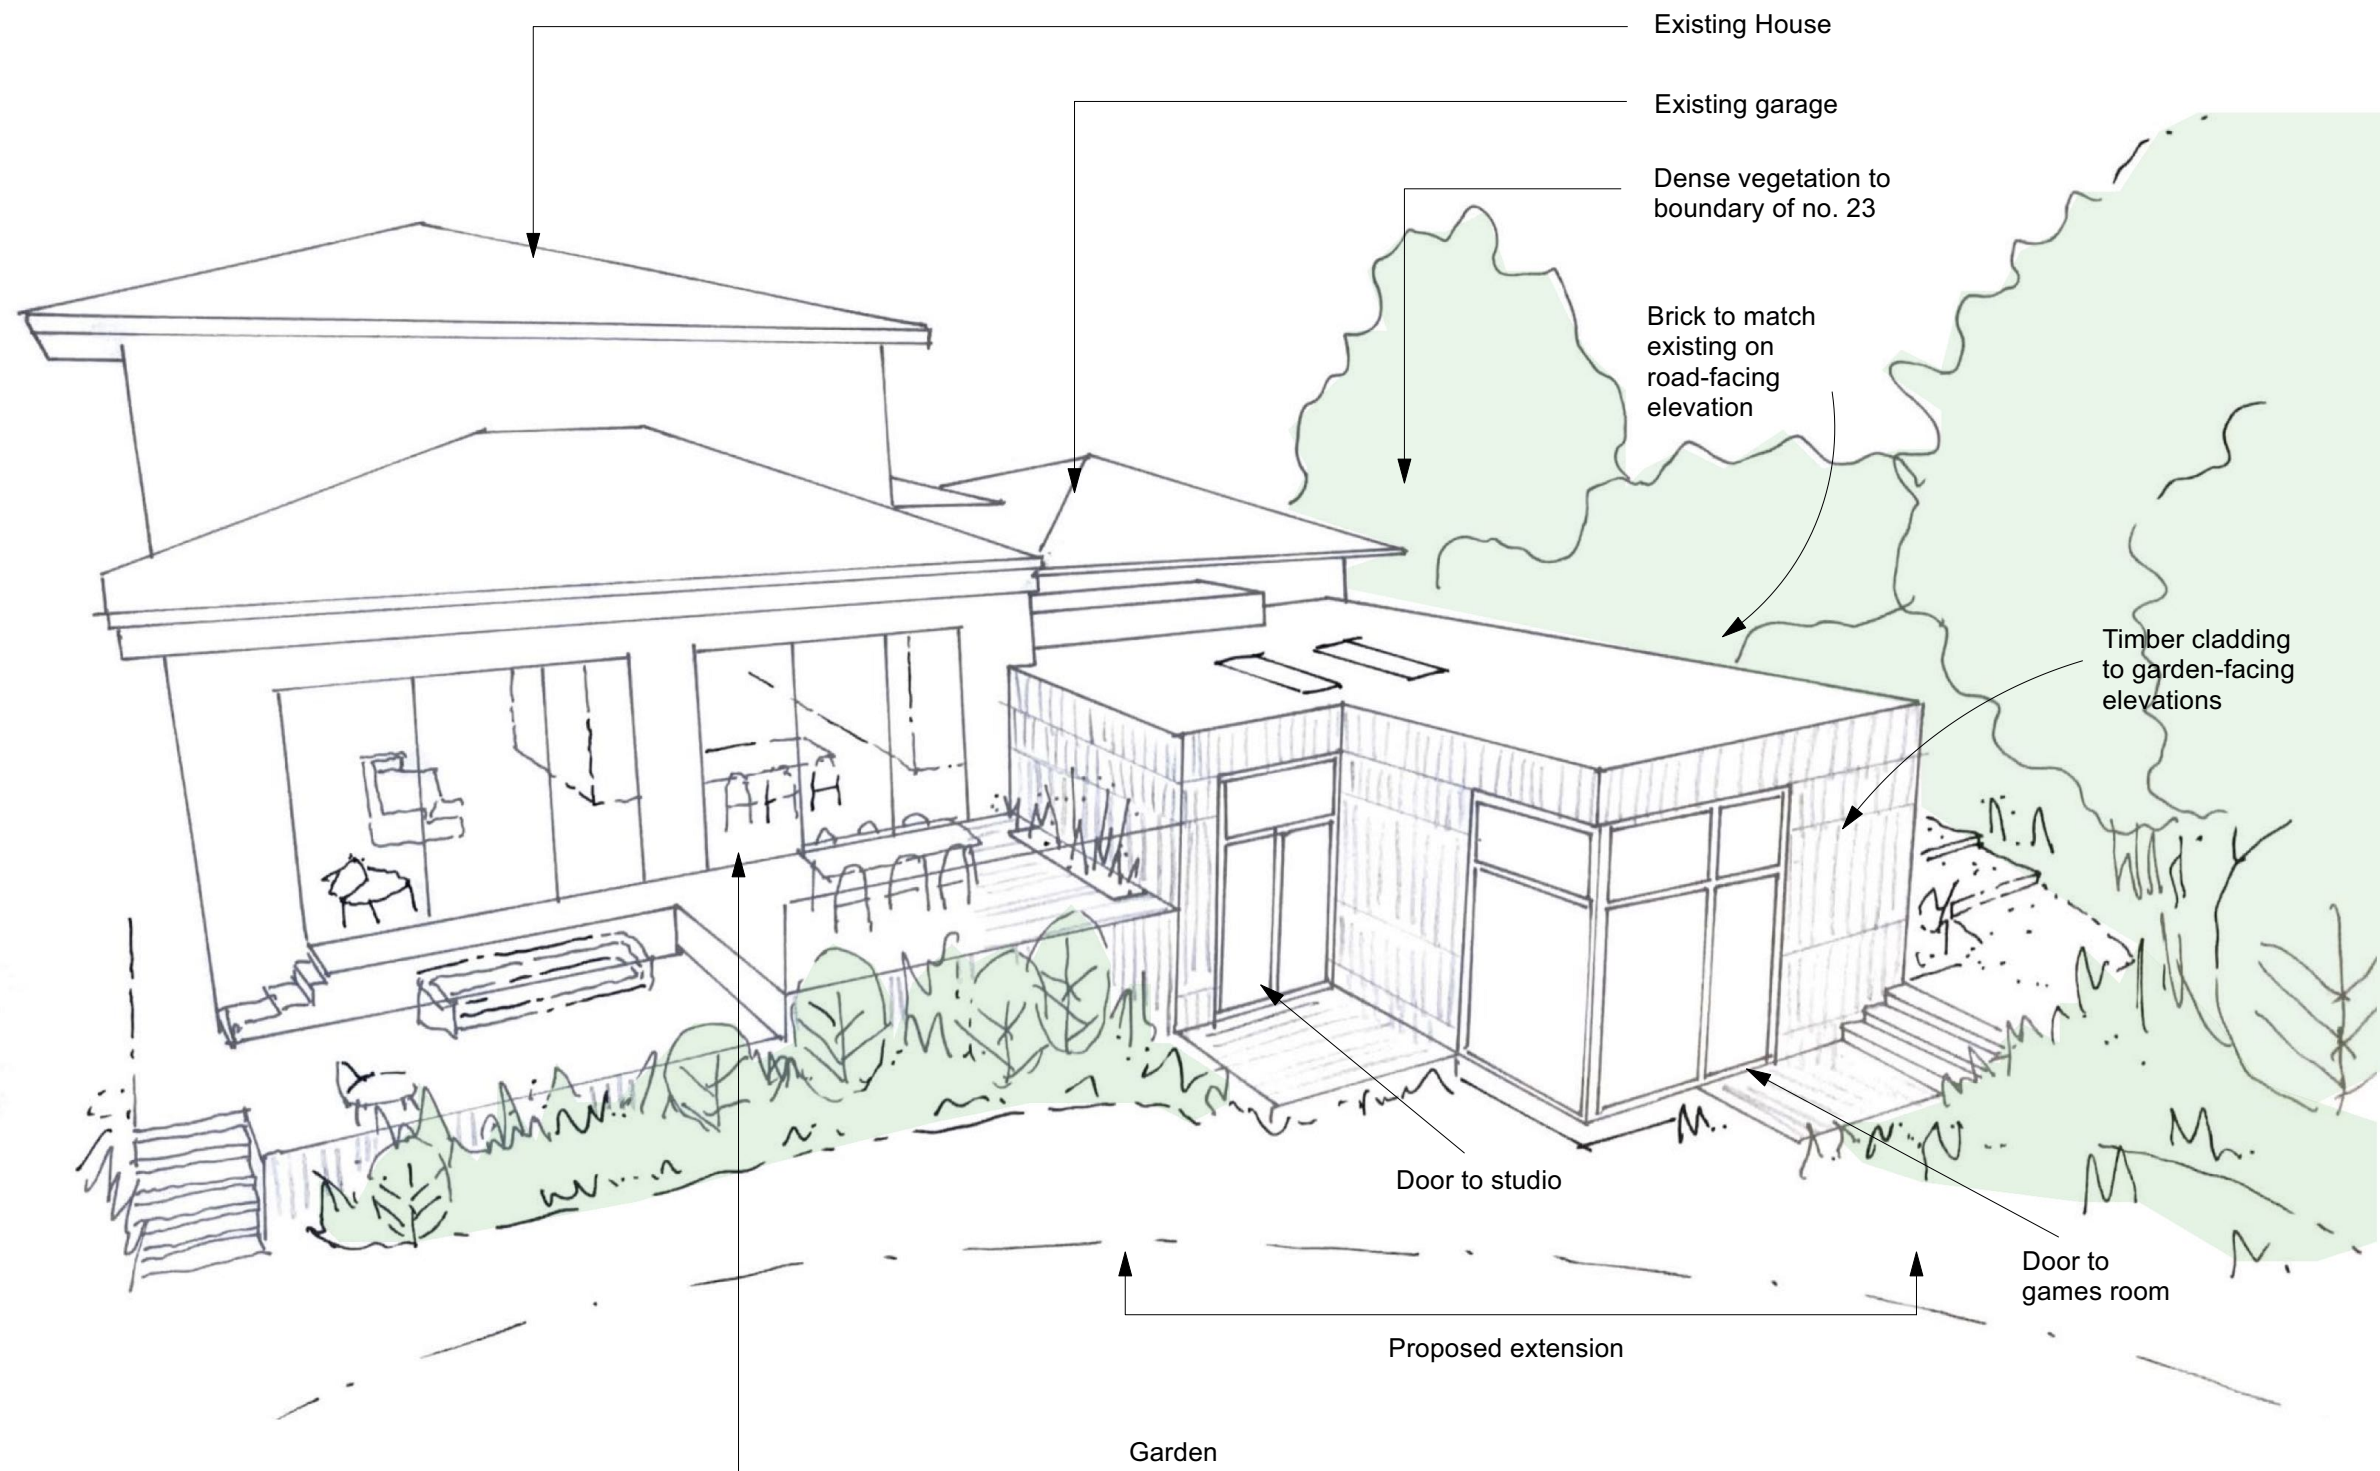 Existing House
Existing garage
Dense vegetation to
boundary of no. 23
Brick to match
existing on
road-facing
elevation
Timber cladding
to garden-facing
elevations
Door to studio
Door to
games room
Proposed extension
Garden